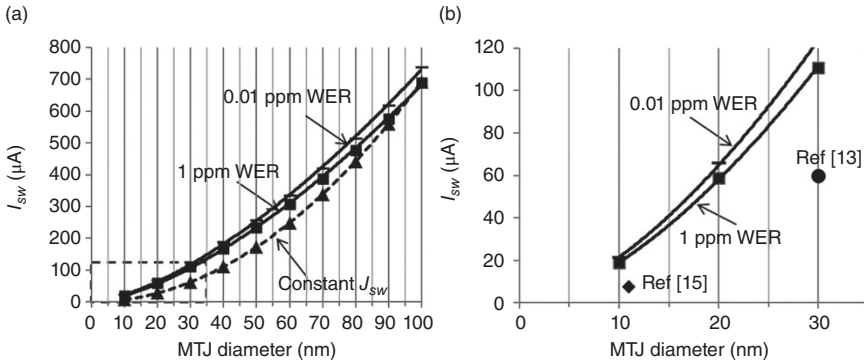 (a)
800
700
600
500
400
300
200
100
0
I_sw (μA)
0.01 ppm WER
1 ppm WER
Constant J_sw
0 10 20 30 40 50 60 70 80 90 100
MTJ diameter (nm)
(b)
120
100
80
60
40
20
0
I_sw (μA)
0.01 ppm WER
Ref [13]
1 ppm WER
Ref [15]
0 10 20 30
MTJ diameter (nm)